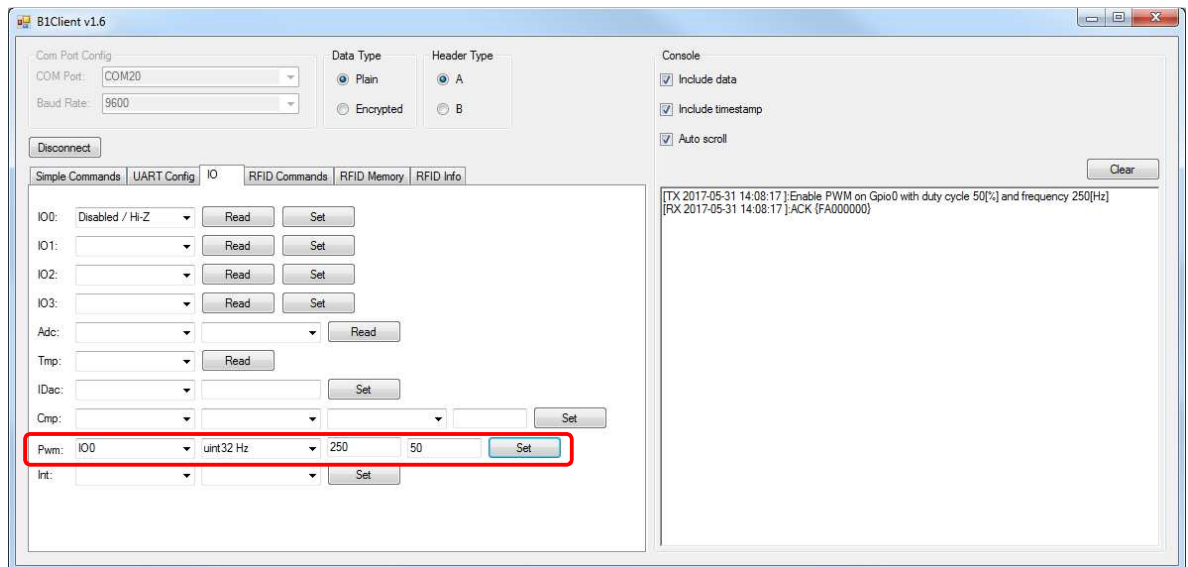 B1Client v1.6
Com Port Config
COM Port: COM20
Baud Rate: 9600
Data Type
Plain
Encrypted
Header Type
A
B
Disconnect
Simple Commands UART Config IO RFID Commands RFID Memory RFID Info
IO0: Disabled / Hi-Z Read Set
IO1: Read Set
IO2: Read Set
IO3: Read Set
Adc: Read
Tmp: Read
IDac: Set
Cmp: Set
Pwm: IO0 uint32 Hz 250 50 Set
Int: Set
Console
Include data
Include timestamp
Auto scroll
Clear
[TX 2017-05-31 14:08:17 ]:Enable PWM on Gpio0 with duty cycle 50[%] and frequency 250[Hz]
[RX 2017-05-31 14:08:17 ]:ACK {FA000000}